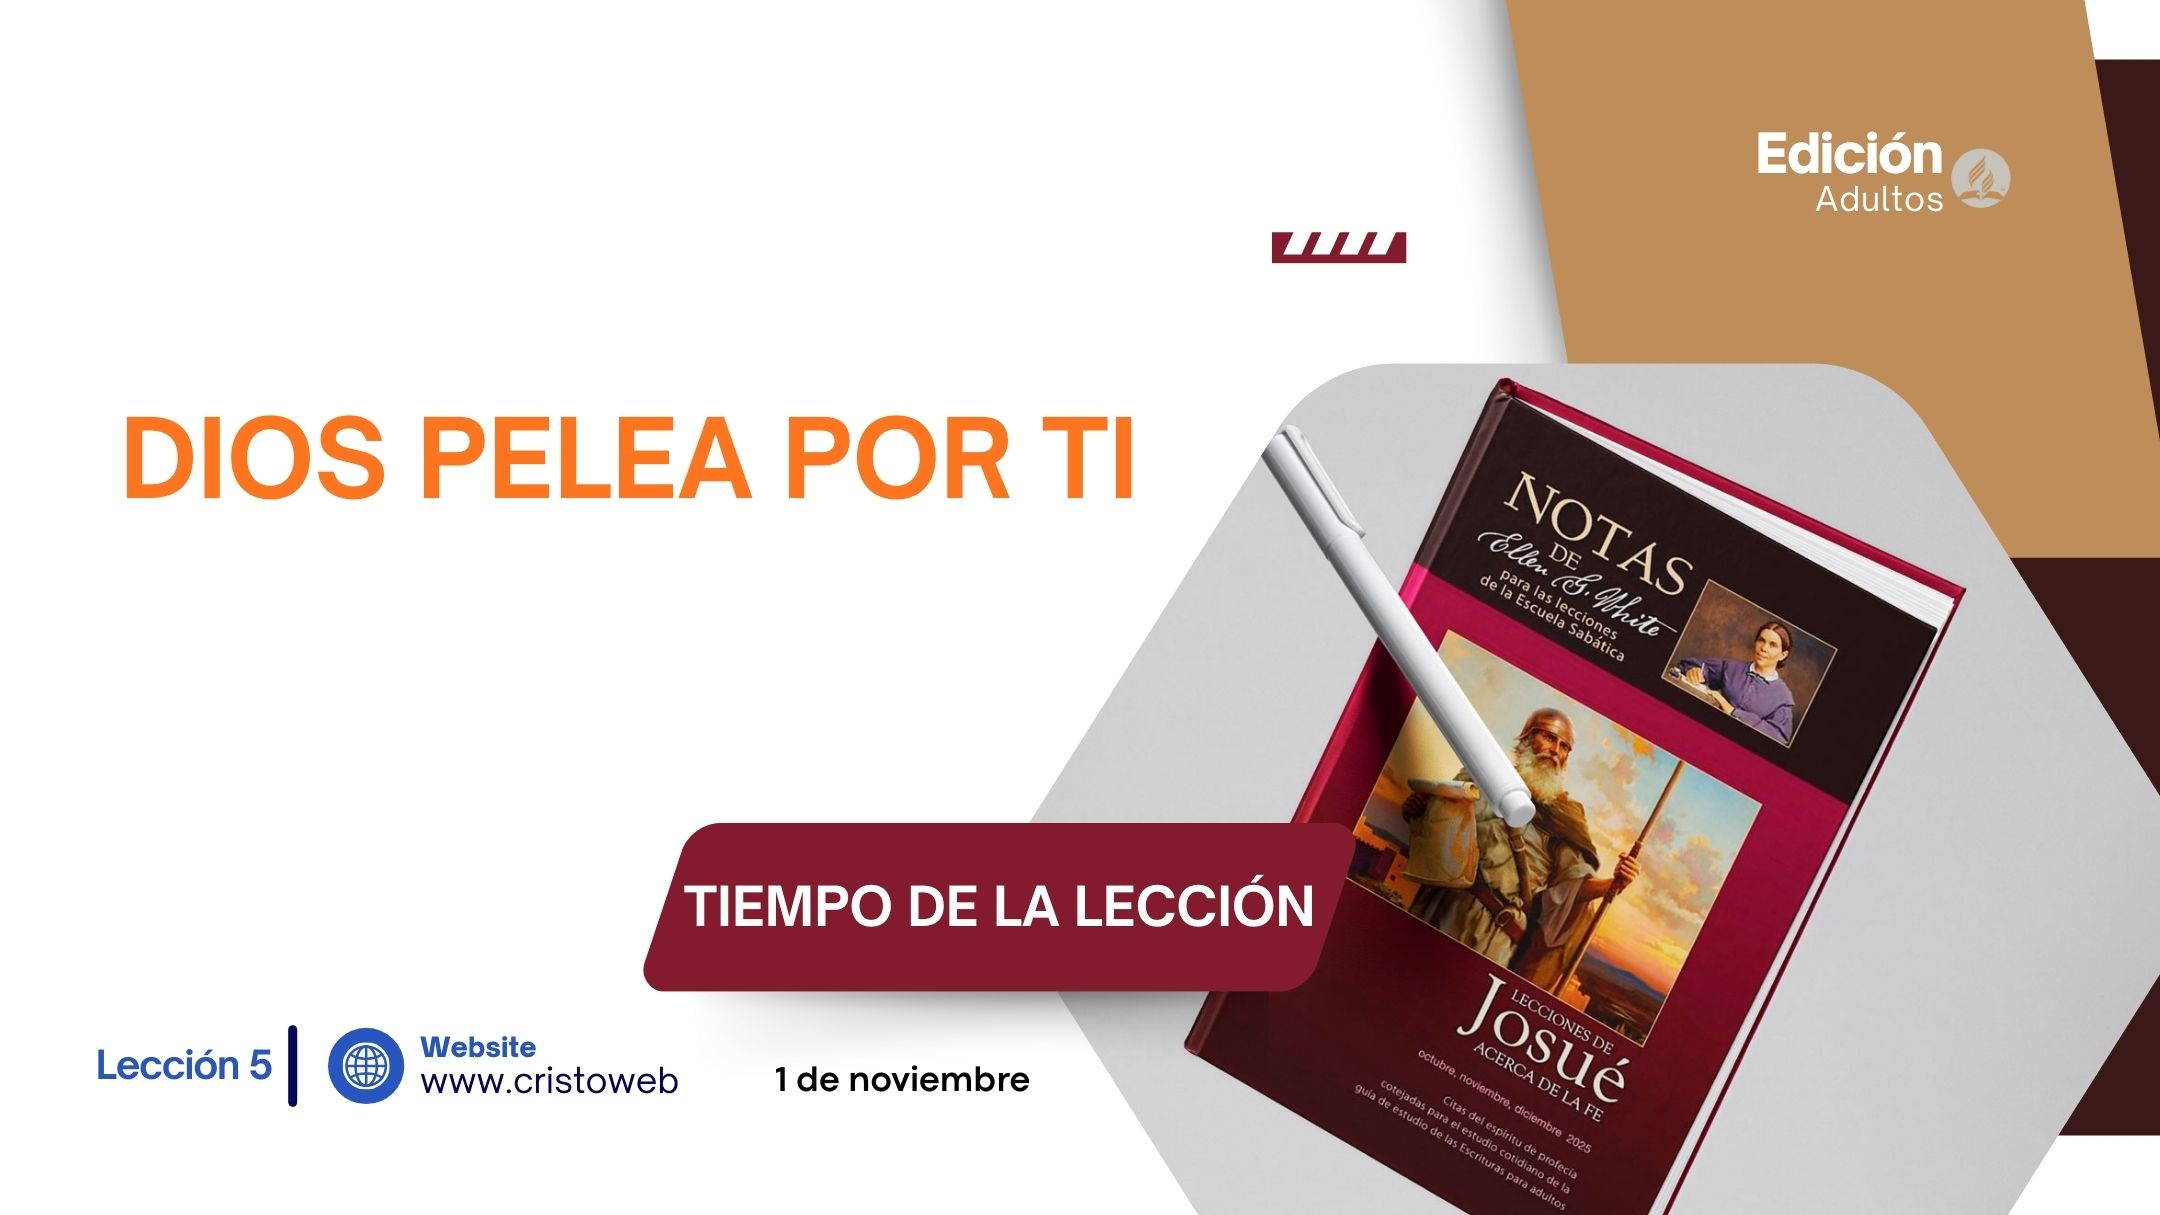 Edición
Adultos
DIOS PELEA POR TI
NOTAS
DE
Ellen G. White
para las lecciones
de la Escuela Sabática
TIEMPO DE LA LECCIÓN
LECCIONES DE
Josué
ACERCA DE LA FE
octubre, noviembre, diciembre 2025
Citas del espíritu de profecía
cotejadas para el estudio cotidiano de la
guía de estudio de las Escrituras para adultos
Lección 5
Website
www.cristoweb
1 de noviembre